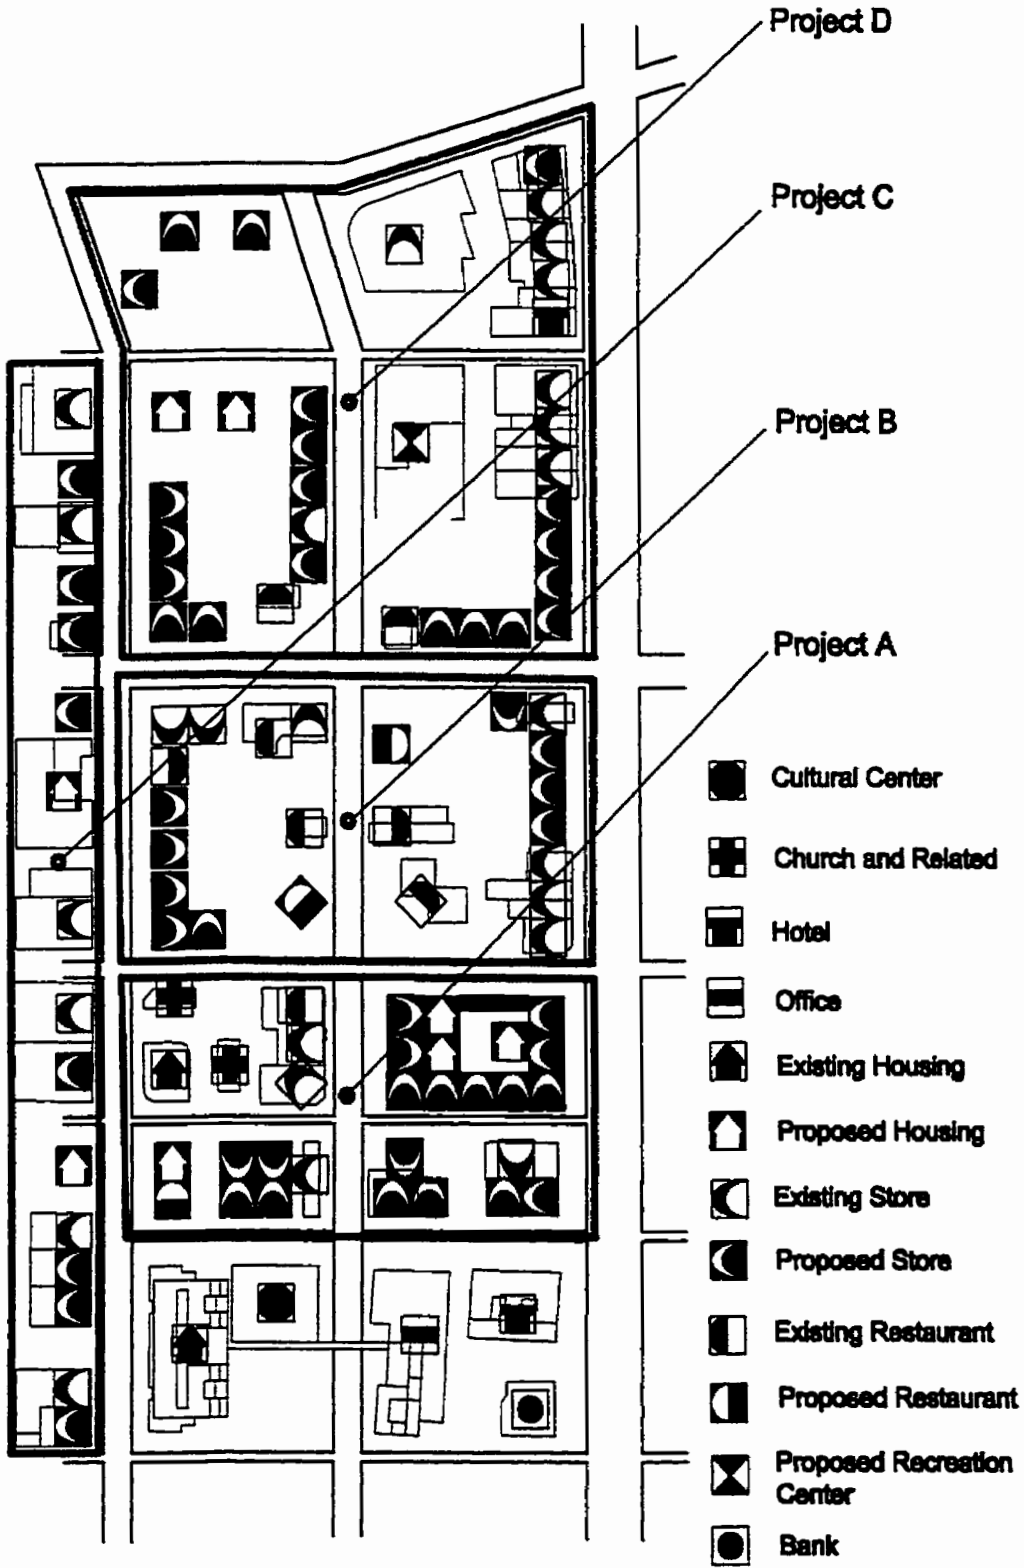 Project D
Project C
Project B
Project A
Cultural Center
Church and Related
Hotel
Office
Existing Housing
Proposed Housing
Existing Store
Proposed Store
Existing Restaurant
Proposed Restaurant
Proposed Recreation
Center
Bank